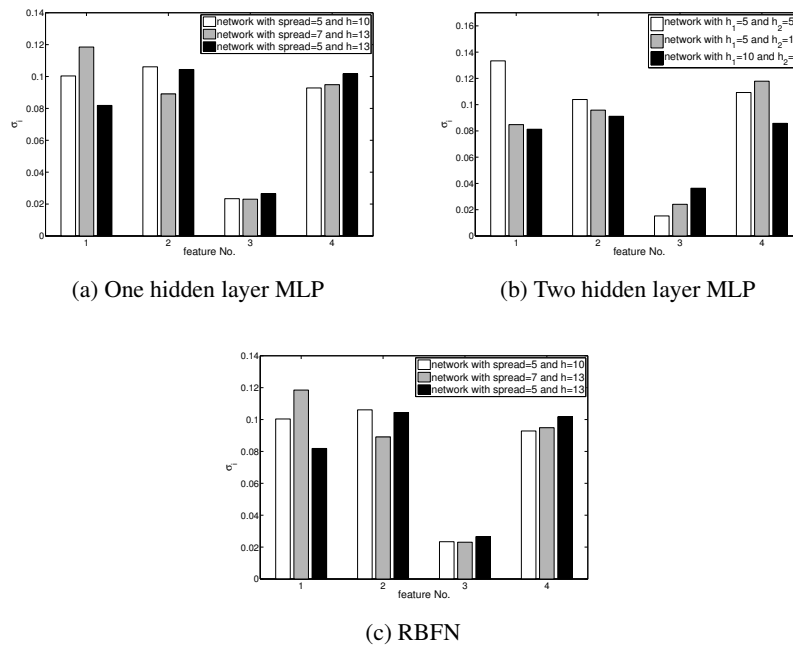 0.14
0.12
0.1
0.08
0.06
0.04
0.02
0
σi
network with spread=5 and h=10
network with spread=7 and h=13
network with spread=5 and h=13
1 2 3 4
feature No.
(a) One hidden layer MLP
0.16
0.14
0.12
0.1
0.08
0.06
0.04
0.02
0
σi
network with h1=5 and h2=5
network with h1=5 and h2=1
network with h1=10 and h2=
1 2 3 4
feature No.
(b) Two hidden layer MLP
0.14
0.12
0.1
0.08
0.06
0.04
0.02
0
σi
network with spread=5 and h=10
network with spread=7 and h=13
network with spread=5 and h=13
1 2 3 4
feature No.
(c) RBFN